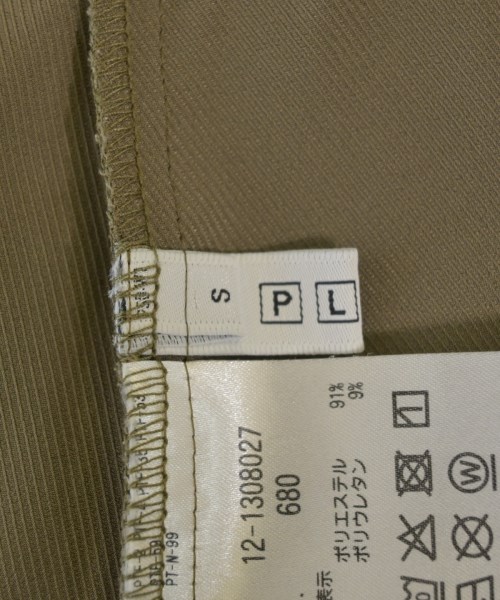 S
P L
12-1308027
680
表示
ポリエステル 91%
ポリウレタン 9%
W
PT-N-99